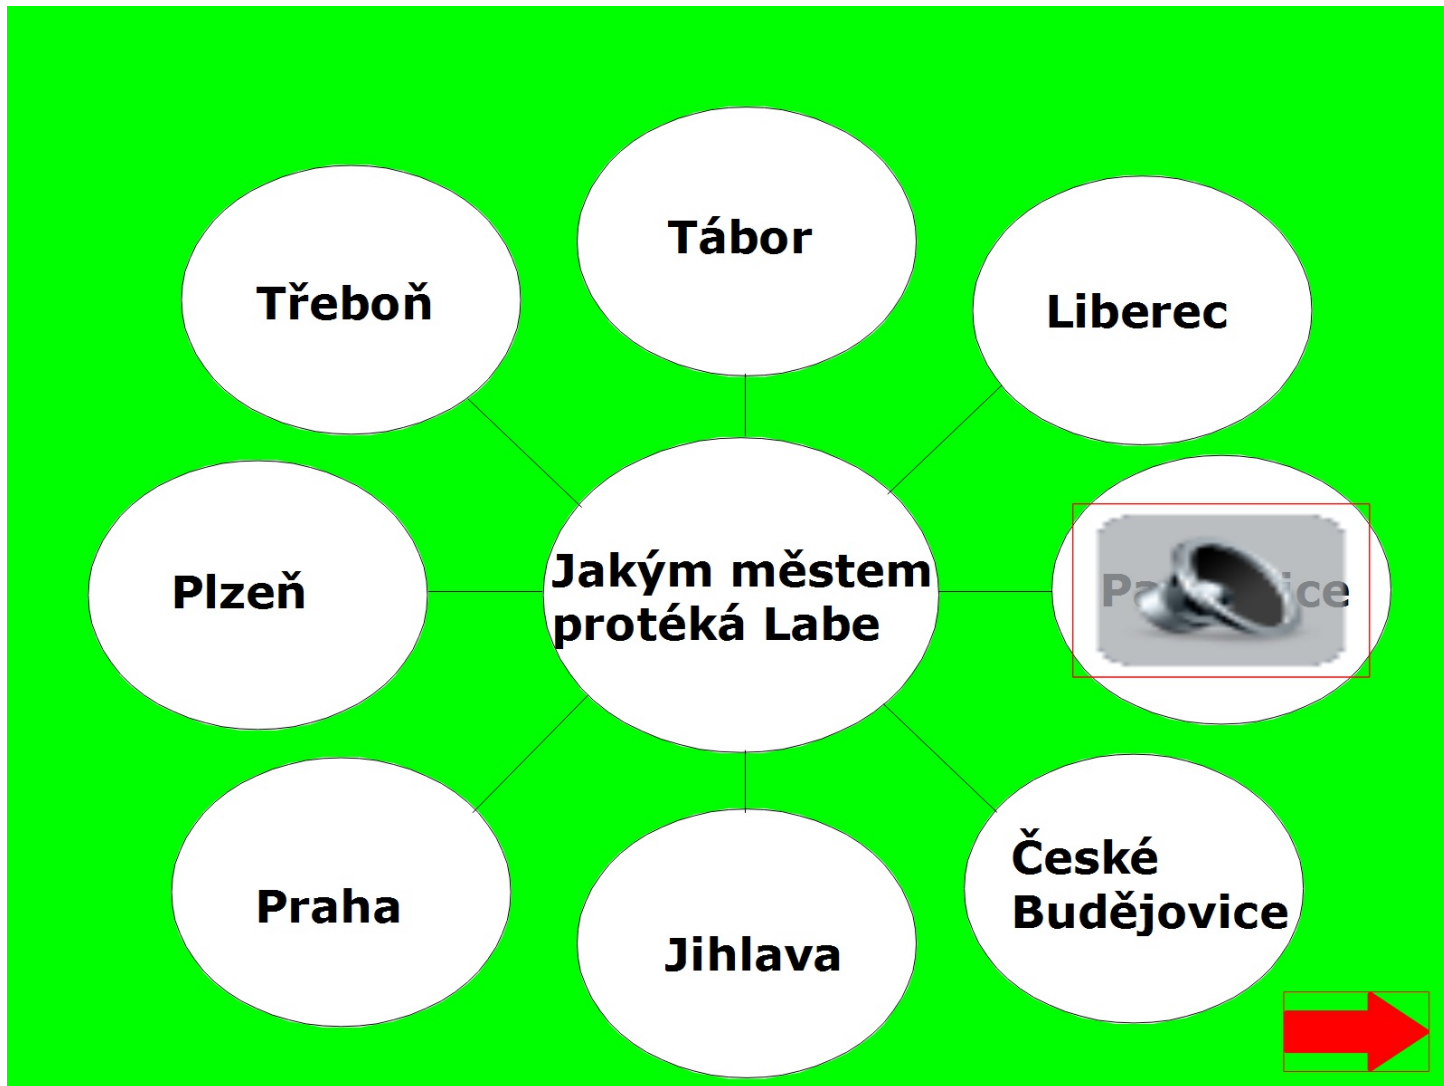 Tábor
Třeboň
Liberec
Plzeň
Jakým městem
protéká Labe
České
Budějovice
Praha
Jihlava